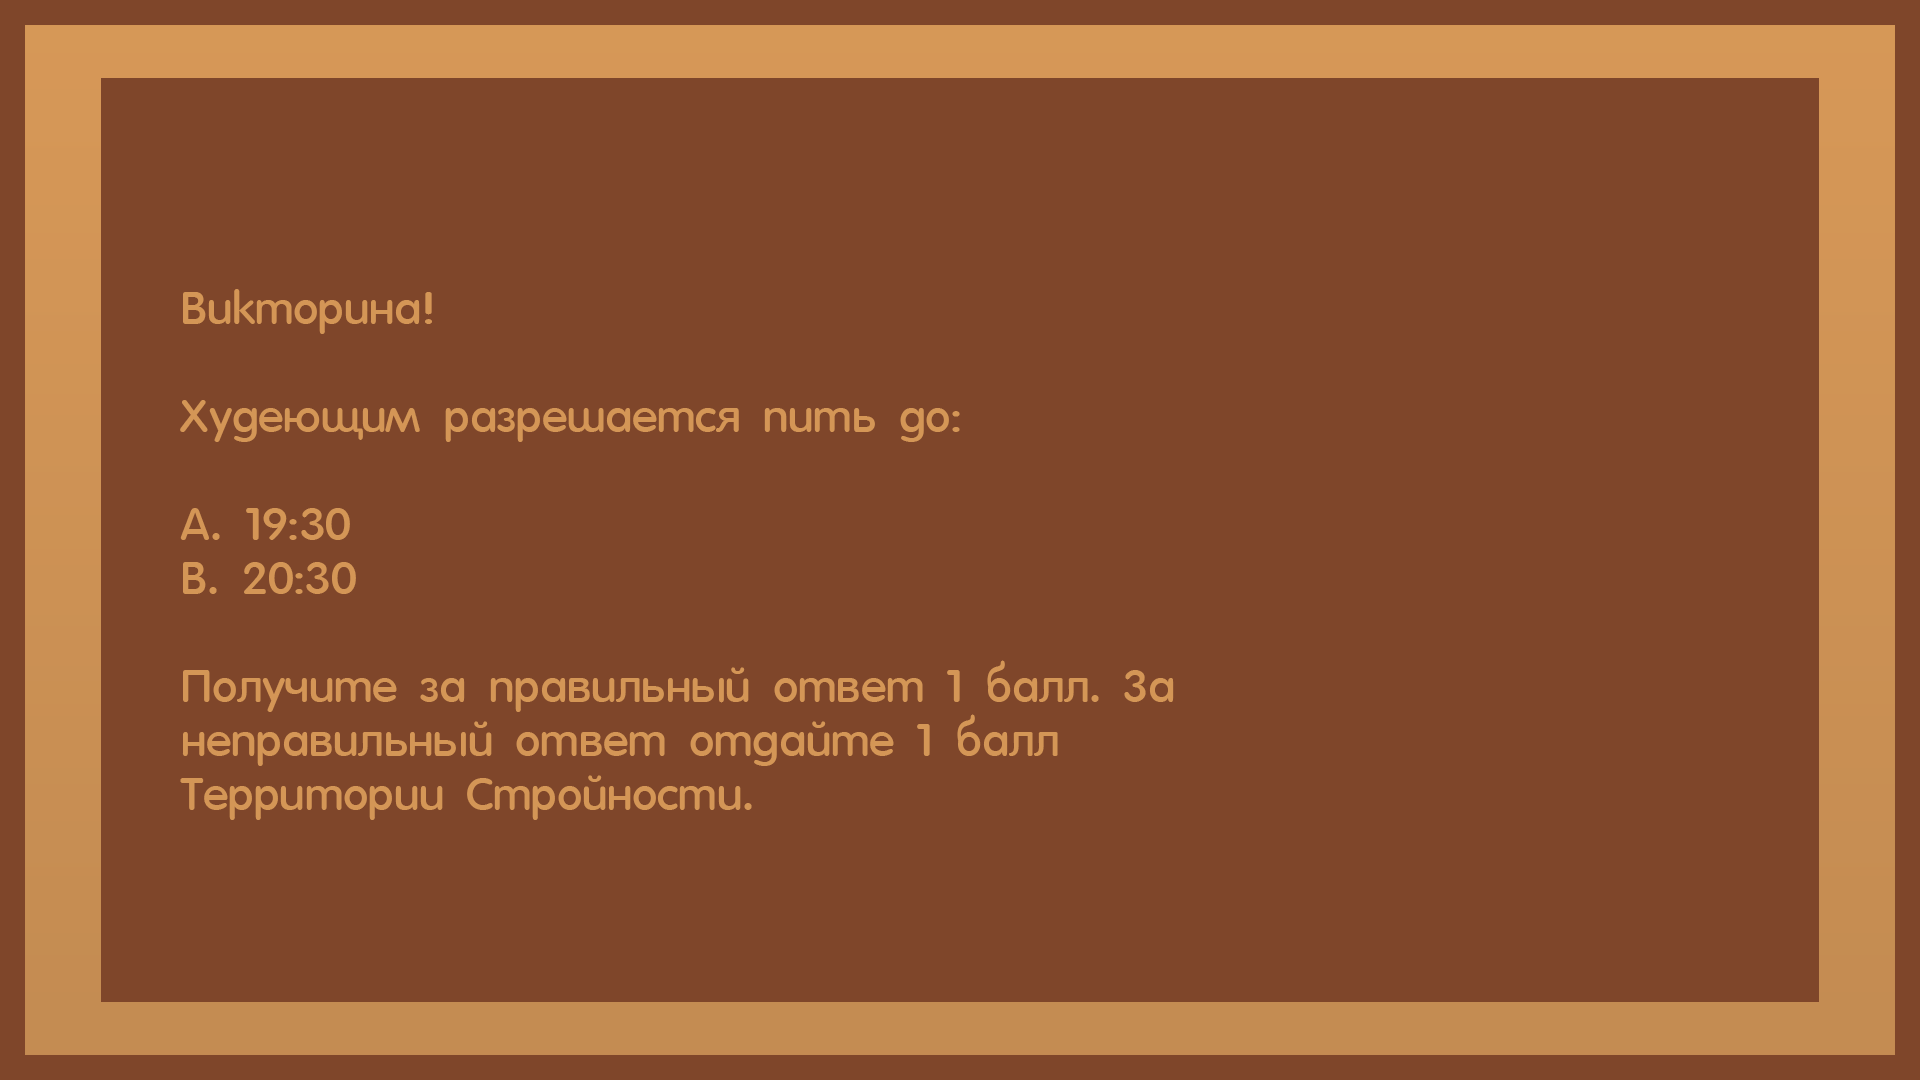 Викторина!
Худеющим разрешается пить до:
А. 19:30
В. 20:30
Получите за правильный ответ 1 балл. За
неправильный ответ отдайте 1 балл
Территории Стройности.